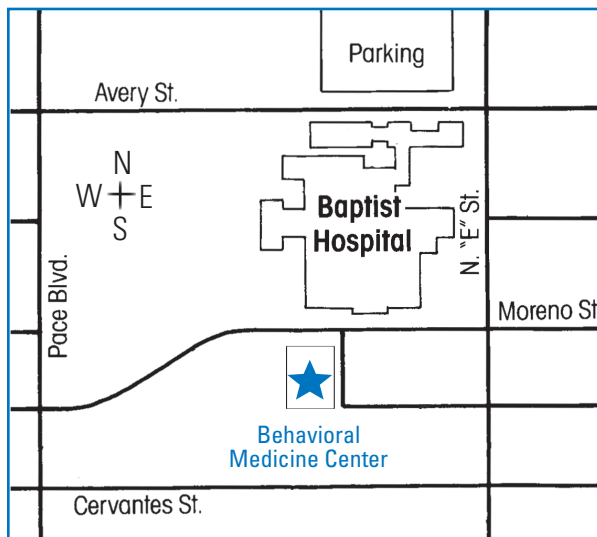 Parking
Avery St.
N
W E
S
Baptist
Hospital
N. "E" St.
Pace Blvd.
Moreno St
Behavioral
Medicine Center
Cervantes St.